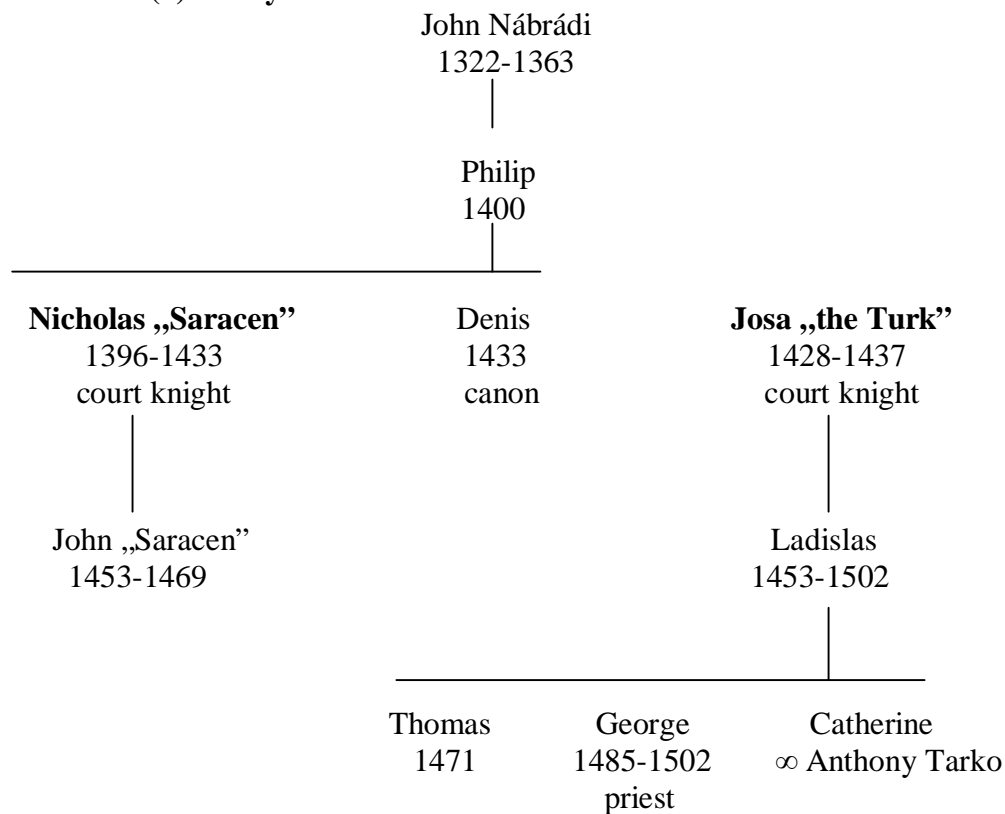 John Nábrádi
1322-1363
Philip
1400
Nicholas „Saracen”
1396-1433
court knight
Denis
1433
canon
Josa „the Turk”
1428-1437
court knight
John „Saracen”
1453-1469
Ladislas
1453-1502
Thomas
1471
George
1485-1502
priest
Catherine
∞ Anthony Tarko